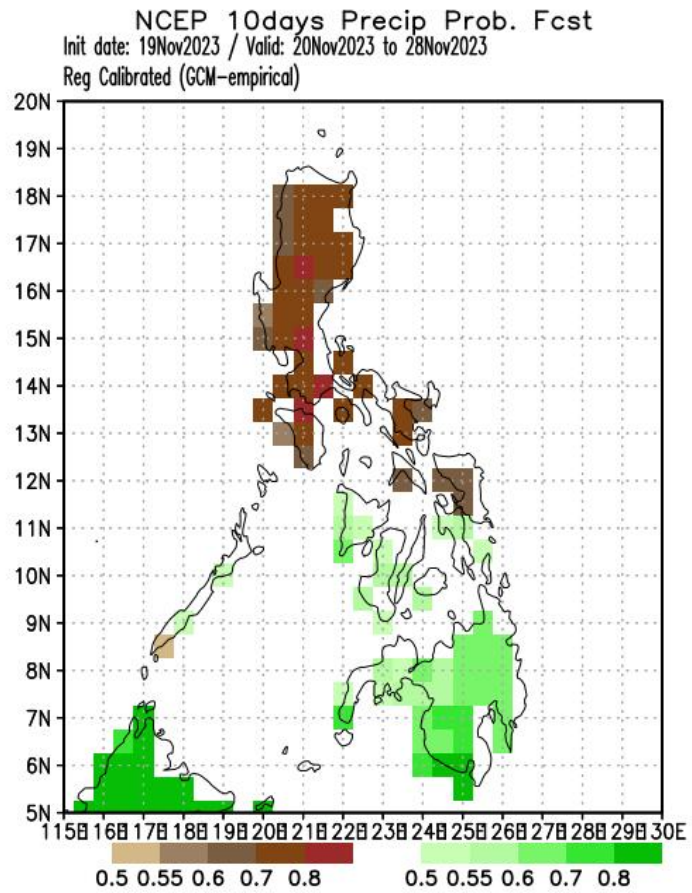 NCEP 10days Precip Prob. Fcst
Init date: 19Nov2023 / Valid: 20Nov2023 to 28Nov2023
Reg Calibrated (GCM-empirical)
20N
19N
18N
17N
16N
15N
14N
13N
12N
11N
10N
9N
8N
7N
6N
5N
115E 116E 117E 118E 119E 120E 121E 122E 123E 124E 125E 126E 127E 128E 129E 130E
0.5 0.55 0.6 0.7 0.8 0.5 0.55 0.6 0.7 0.8